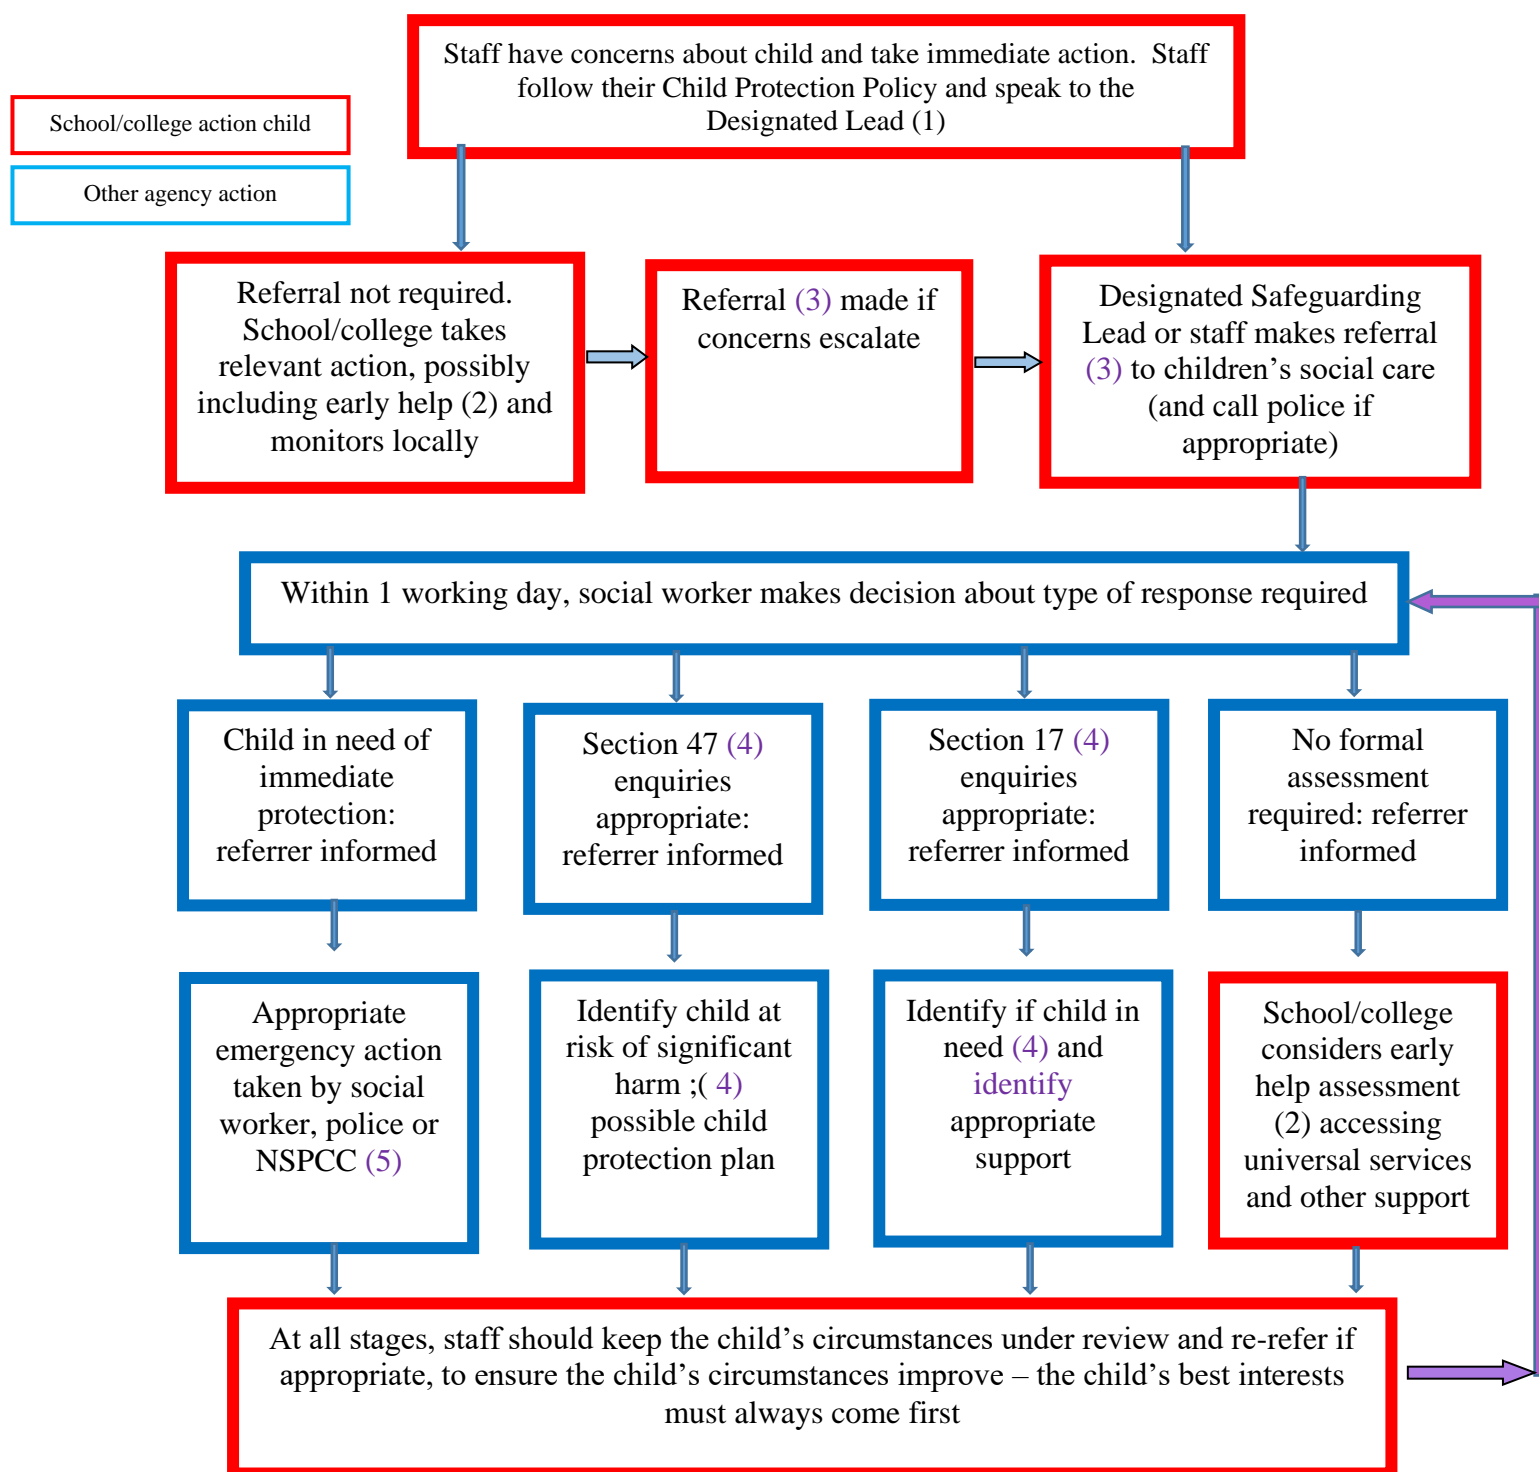 Staff have concerns about child and take immediate action. Staff
follow their Child Protection Policy and speak to the
Designated Lead (1)
School/college action child
Other agency action
Referral not required.
School/college takes
relevant action, possibly
including early help (2) and
monitors locally
Referral (3) made if
concerns escalate
Designated Safeguarding
Lead or staff makes referral
(3) to children’s social care
(and call police if
appropriate)
Within 1 working day, social worker makes decision about type of response required
Child in need of
immediate
protection:
referrer informed
Section 47 (4)
enquiries
appropriate:
referrer informed
Section 17 (4)
enquiries
appropriate:
referrer informed
No formal
assessment
required: referrer
informed
Appropriate
emergency action
taken by social
worker, police or
NSPCC (5)
Identify child at
risk of significant
harm ;( 4)
possible child
protection plan
Identify if child in
need (4) and
identify
appropriate
support
School/college
considers early
help assessment
(2) accessing
universal services
and other support
At all stages, staff should keep the child’s circumstances under review and re-refer if
appropriate, to ensure the child’s circumstances improve – the child’s best interests
must always come first